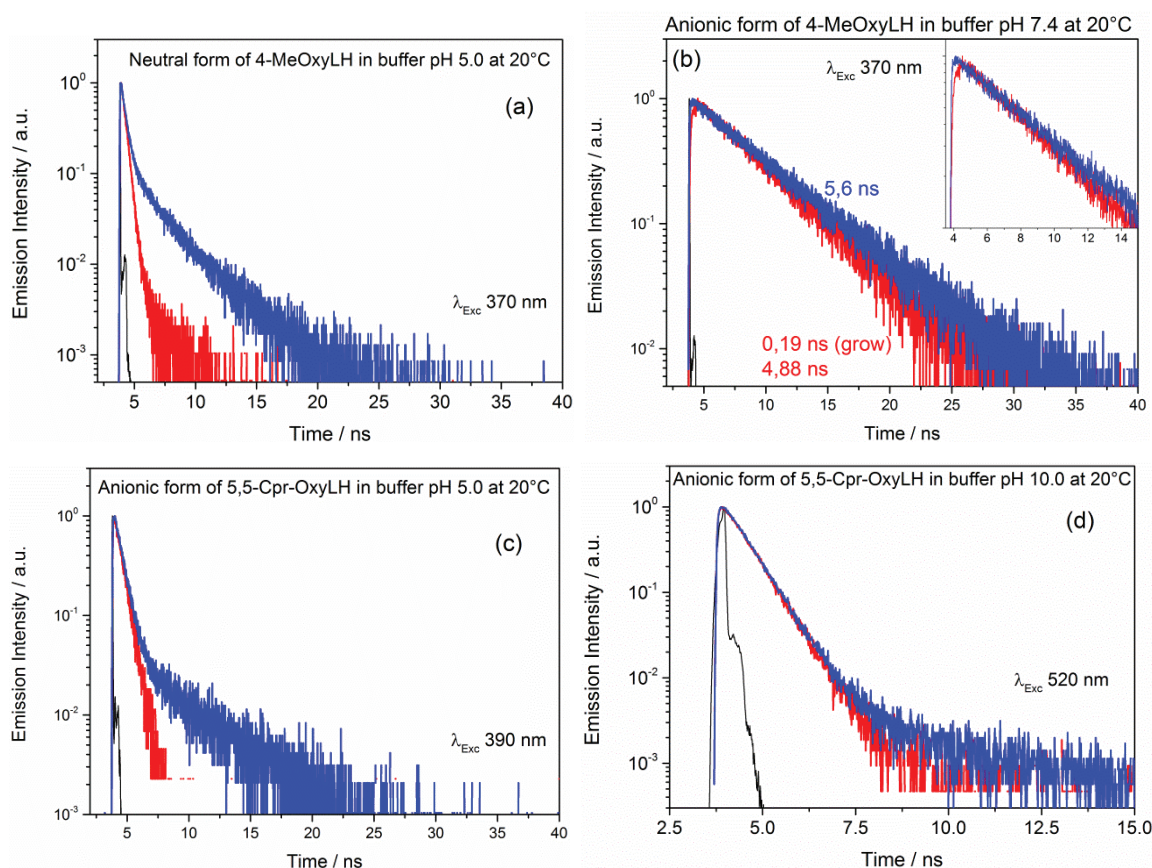 Neutral form of 4-MeOxyLH in buffer pH 5.0 at 20°C
(a)
λExc 370 nm
Emission Intensity / a.u.
10^0
10^-1
10^-2
10^-3
5 10 15 20 25 30 35 40
Time / ns
Anionic form of 4-MeOxyLH in buffer pH 7.4 at 20°C
(b)
λExc 370 nm
4 6 8 10 12 14
5,6 ns
0,19 ns (grow)
4,88 ns
Emission Intensity / a.u.
10^0
10^-1
10^-2
5 10 15 20 25 30 35 40
Time / ns
Anionic form of 5,5-Cpr-OxyLH in buffer pH 5.0 at 20°C
(c)
λExc 390 nm
Emission Intensity / a.u.
10^0
10^-1
10^-2
10^-3
5 10 15 20 25 30 35 40
Time / ns
Anionic form of 5,5-Cpr-OxyLH in buffer pH 10.0 at 20°C
(d)
λExc 520 nm
Emission Intensity / a.u.
10^0
10^-1
10^-2
10^-3
2.5 5.0 7.5 10.0 12.5 15.0
Time / ns